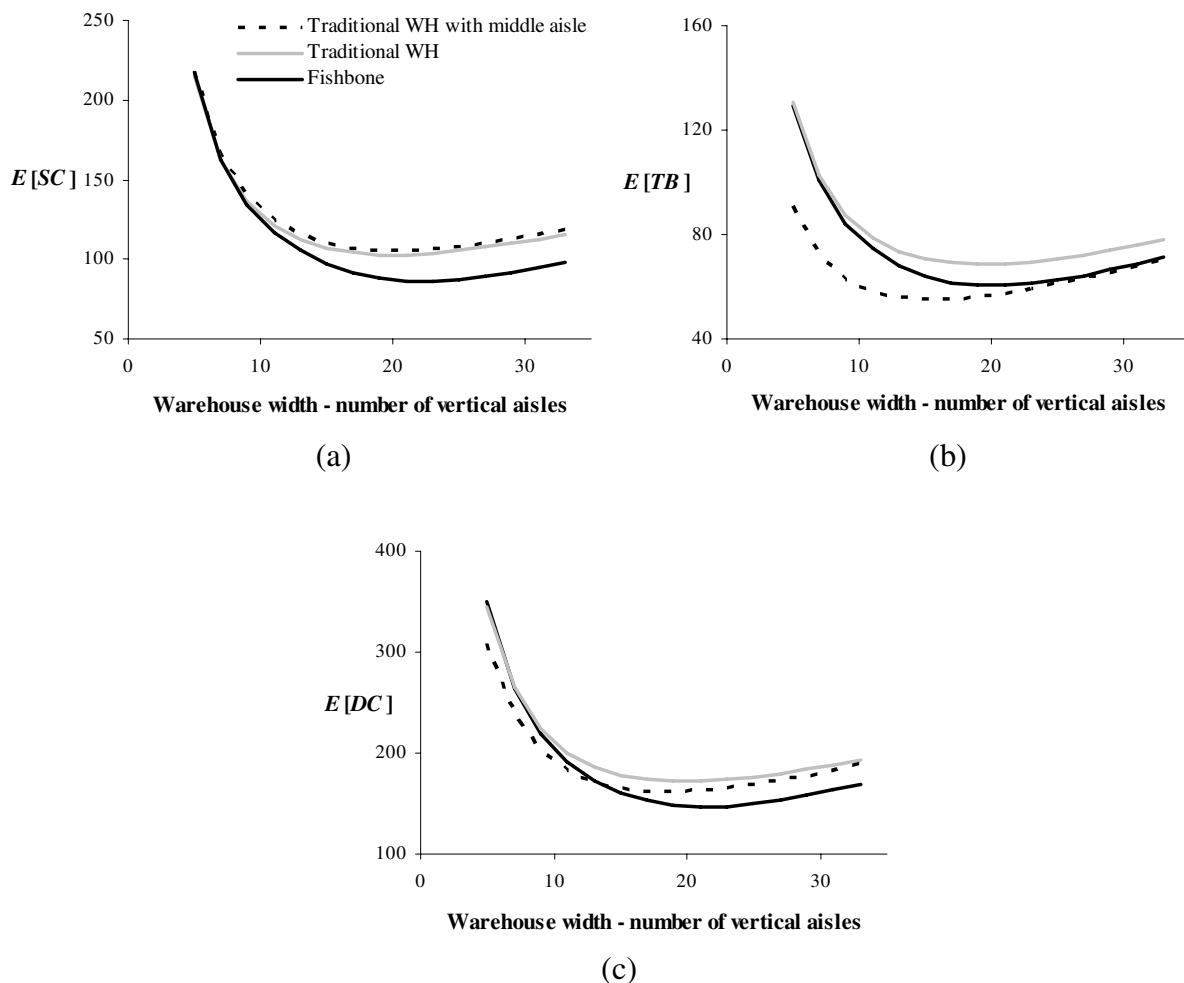 250
200
150
100
50
E [SC ]
0
10
20
30
Traditional WH with middle aisle
Traditional WH
Fishbone
Warehouse width - number of vertical aisles
(a)
160
120
80
40
E [TB ]
0
10
20
30
Warehouse width - number of vertical aisles
(b)
400
300
200
100
E [DC ]
0
10
20
30
Warehouse width - number of vertical aisles
(c)